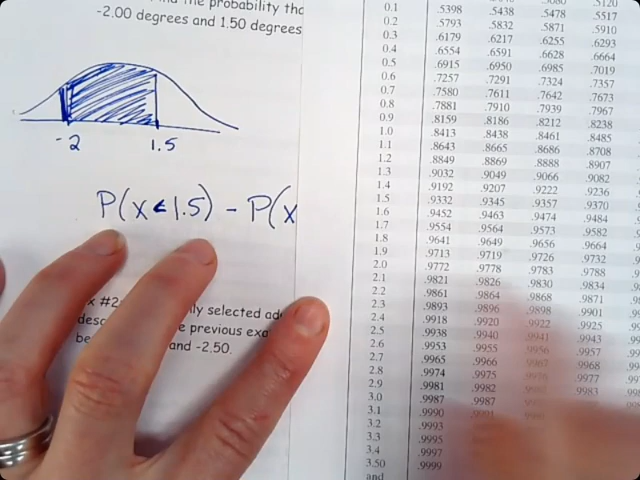 the probability tha
-2.00 degrees and 1.50 degrees
-2 1.5
P(x < 1.5) - P(x
#2 ly selected ad
desc e previous exa
be and -2.50.
0.1 .5398 .5438 .5478 .5517
0.2 .5793 .5832 .5871 .5910
0.3 .6179 .6217 .6255 .6293
0.4 .6554 .6591 .6628 .6664
0.5 .6915 .6950 .6985 .7019
0.6 .7257 .7291 .7324 .7357
0.7 .7580 .7611 .7642 .7673
0.8 .7881 .7910 .7939 .7967
0.9 .8159 .8186 .8212 .8238
1.0 .8413 .8438 .8461 .8485
1.1 .8643 .8665 .8686 .8708
1.2 .8849 .8869 .8888 .8907
1.3 .9032 .9049 .9066 .9082
1.4 .9192 .9207 .9222 .9236
1.5 .9332 .9345 .9357 .9370
1.6 .9452 .9463 .9474 .9484
1.7 .9554 .9564 .9573 .9582
1.8 .9641 .9649 .9656 .9664
1.9 .9713 .9719 .9726 .9732
2.0 .9772 .9778 .9783 .9788
2.1 .9821 .9826 .9830 .9834
2.2 .9861 .9864 .9868 .9871
2.3 .9893 .9896 .9898 .9901
2.4 .9918 .9920 .9922 .9925
2.5 .9938 .9940 .9941 .9943
2.6 .9953 .9955 .9956 .9957
2.7 .9965 .9966 .9967 .9968
2.8 .9974 .9975 .9977
2.9 .9981 .9982 .9983
3.0 .9987 .9987
3.1 .9990
3.2 .9993
3.3 .9995
3.4 .9997
3.50 .9999
and